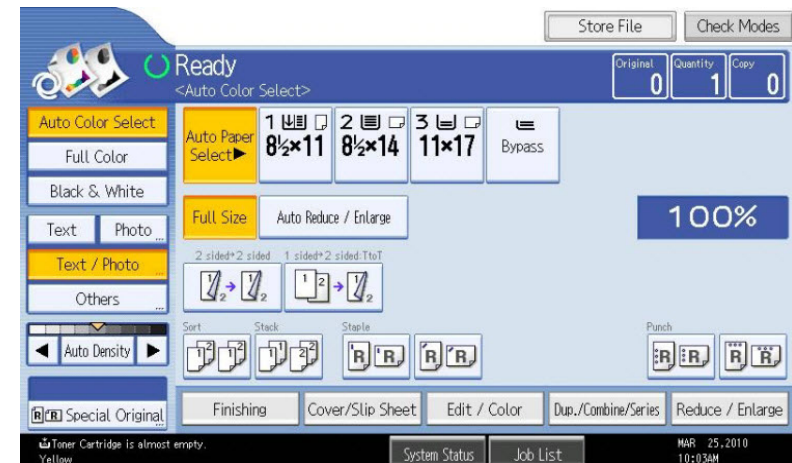 Store File
Check Modes
Ready
<Auto Color Select>
Original
0
Quantity
1
Copy
0
Auto Color Select
Full Color
Black & White
Text
Photo
Text / Photo
Others
Auto Density
Special Original
Auto Paper
Select▶
1
8½×11
2
8½×14
3
11×17
Bypass
Full Size
Auto Reduce / Enlarge
100%
2 sided→2 sided
1 sided→2 sided:TtoT
Sort
Stack
Staple
Punch
Finishing
Cover/Slip Sheet
Edit / Color
Dup./Combine/Series
Reduce / Enlarge
Toner Cartridge is almost empty.
Yellow
System Status
Job List
MAR 25,2010
10:03AM